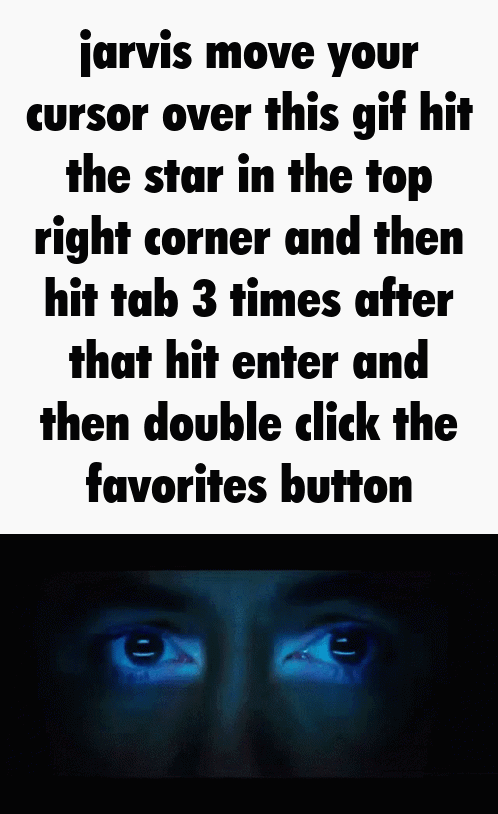 jarvis move your
cursor over this gif hit
the star in the top
right corner and then
hit tab 3 times after
that hit enter and
then double click the
favorites button